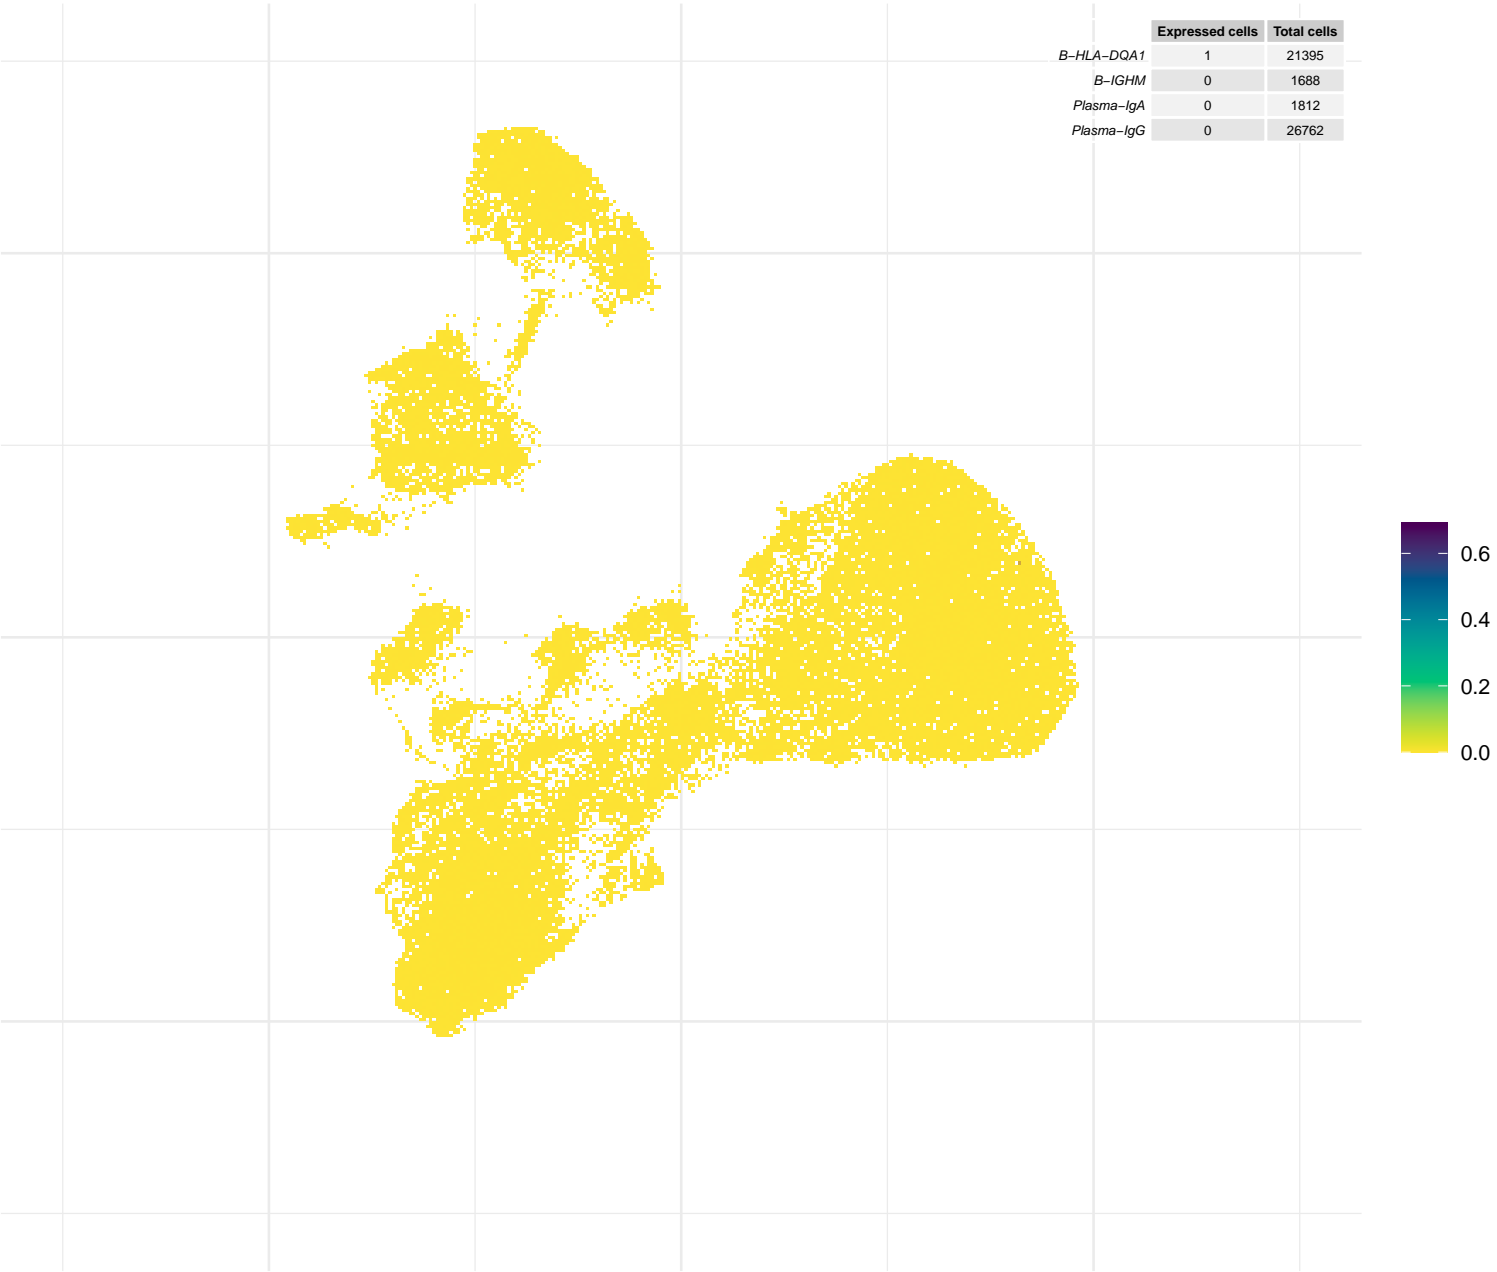 Expressed cells Total cells
B−HLA−DQA1 1 21395
B−IGHM 0 1688
Plasma−IgA 0 1812
Plasma−IgG 0 26762
0.6
0.4
0.2
0.0